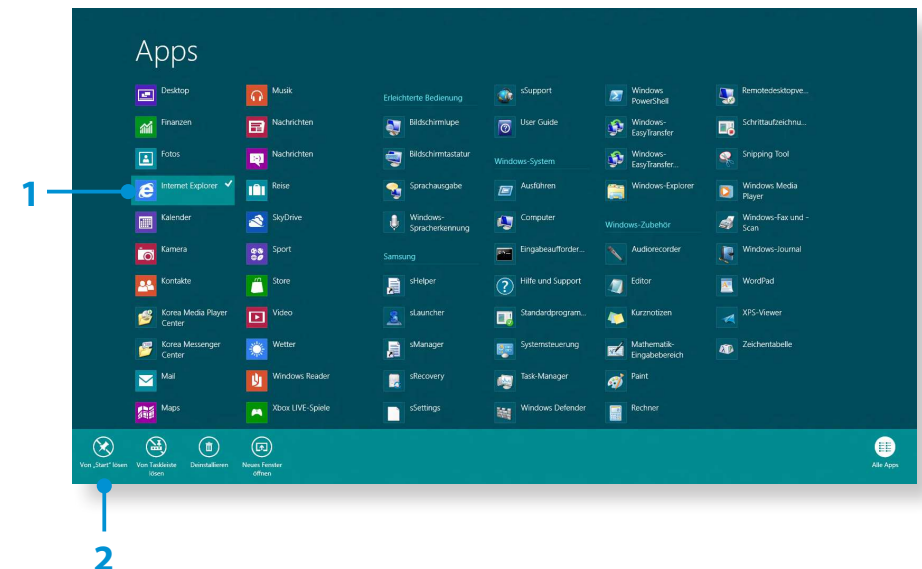 Apps
Desktop
Finanzen
Fotos
Internet Explorer
Kalender
Kamera
Kontakte
Korea Media Player
Center
Korea Messenger
Center
Mail
Maps
Musik
Nachrichten
Nachrichten
Reise
SkyDrive
Sport
Store
Video
Wetter
Windows Reader
Xbox LIVE-Spiele
Erleichterte Bedienung
Bildschirmlupe
Bildschirmtastatur
Sprachausgabe
Windows-
Spracherkennung
Samsung
sHelper
sLauncher
sManager
sRecovery
sSettings
sSupport
User Guide
Windows-System
Ausführen
Computer
Eingabeaufforder...
Hilfe und Support
Standardprogram...
Systemsteuerung
Task-Manager
Windows Defender
Windows
PowerShell
Windows-
EasyTransfer
Windows-
EasyTransfer...
Windows-Explorer
Windows-Zubehör
Audiorecorder
Editor
Kurznotizen
Mathematik-
Eingabebereich
Paint
Rechner
Remotedesktopve...
Schrittaufzeichnu...
Snipping Tool
Windows Media
Player
Windows-Fax und -
Scan
Windows-Journal
WordPad
XPS-Viewer
Zeichentabelle
Von „Start" lösen
Von Taskleiste
lösen
Deinstallieren
Neues Fenster
öffnen
Alle Apps
1
2